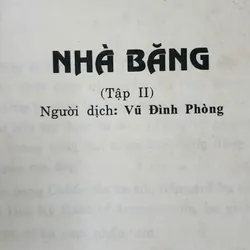 NHÀ BĂNG
(Tập II)
Người dịch: Vũ Đình Phòng